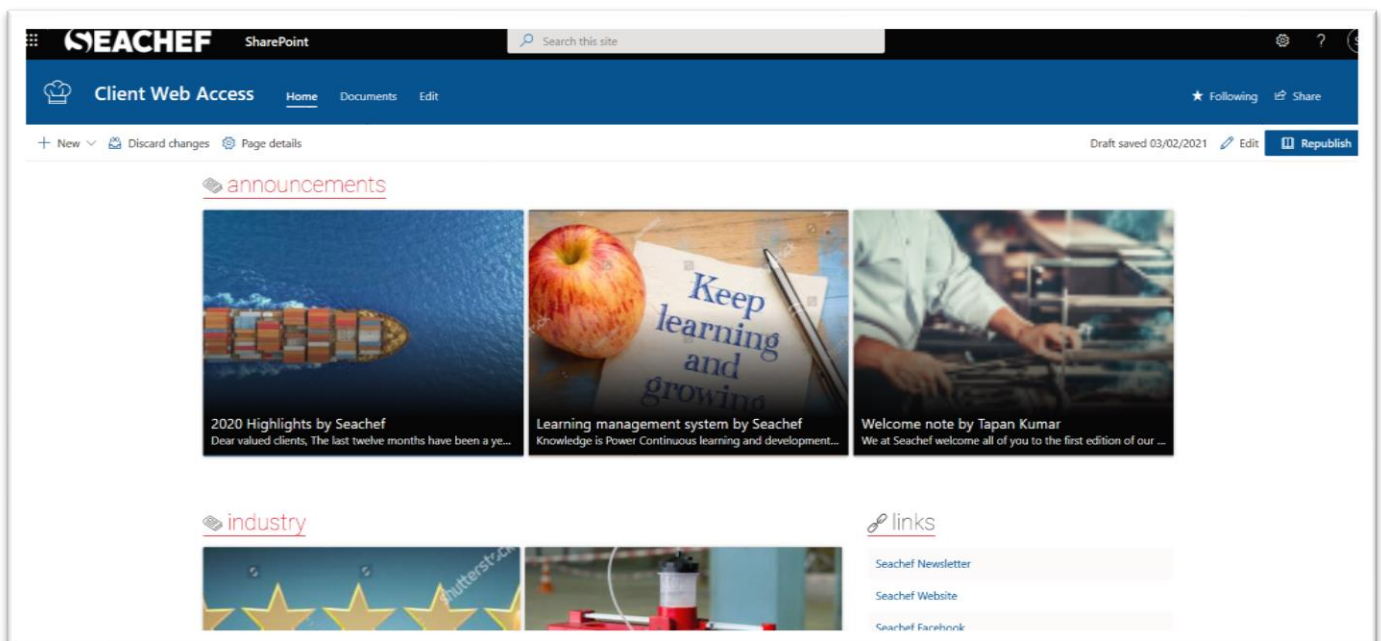 SEACHEF SharePoint Search this site ?
Client Web Access Home Documents Edit Following Share
New Discard changes Page details Draft saved 03/02/2021 Edit Republish
announcements
Keep
learning
and
growing
2020 Highlights by Seachef
Dear valued clients, The last twelve months have been a ye...
Learning management system by Seachef
Knowledge is Power Continuous learning and development...
Welcome note by Tapan Kumar
We at Seachef welcome all of you to the first edition of our ...
industry
shutterstock
links
Seachef Newsletter
Seachef Website
Seachef Facebook